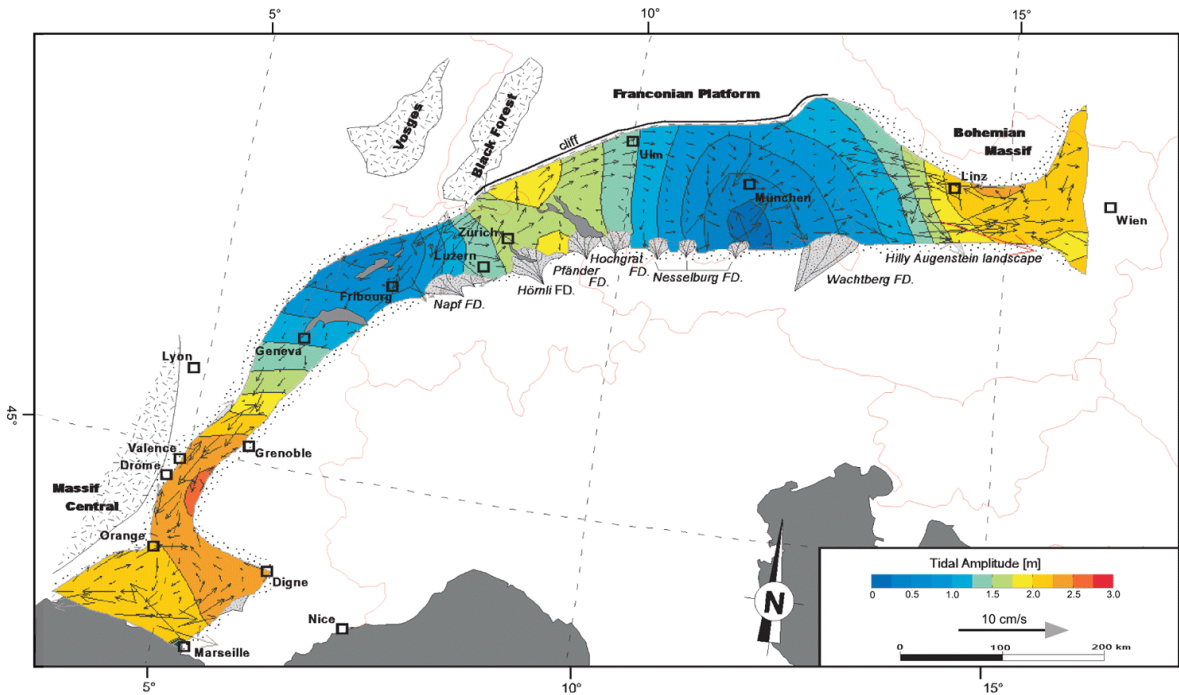 5°
10°
15°
Franconian Platform
Vosges
Black Forest
cliff
Ulm
Bohemian
Massif
Linz
München
Wien
Zürich
Luzern
Hochgrat
FD.
Pfänder
FD.
Nesselburg FD.
Hilly Augenstein landscape
Wachtberg FD.
Hörnli FD.
Napf FD.
Fribourg
Geneva
Lyon
45°
Valence
Grenoble
Drôme
Massif
Central
Orange
Digne
Nice
Marseille
N
Tidal Amplitude [m]
0 0.5 1.0 1.5 2.0 2.5 3.0
10 cm/s
0 100 200 km
5°
10°
15°